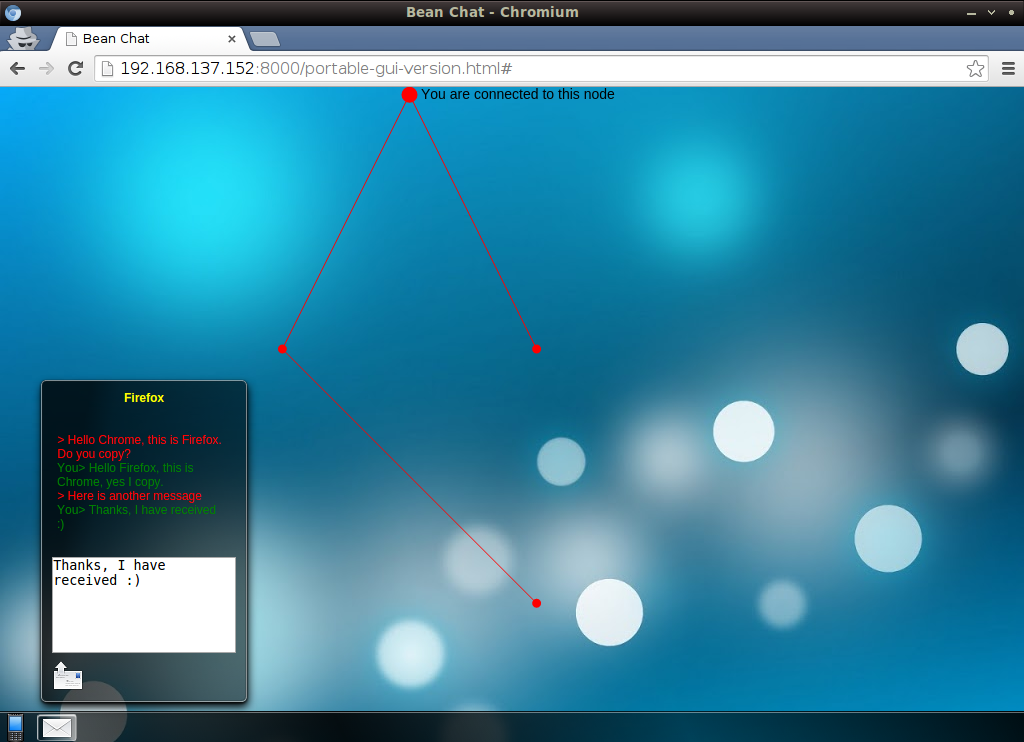 Bean Chat - Chromium
Bean Chat
192.168.137.152:8000/portable-gui-version.html#
You are connected to this node
Firefox
> Hello Chrome, this is Firefox.
Do you copy?
You> Hello Firefox, this is
Chrome, yes I copy.
> Here is another message
You> Thanks, I have received
:)
Thanks, I have
received :)